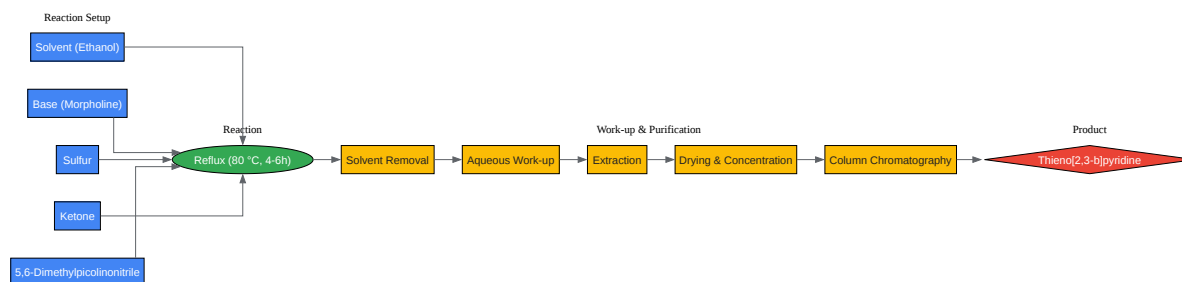 Reaction Setup
Solvent (Ethanol)
Base (Morpholine)
Sulfur
Ketone
5,6-Dimethylpicolinonitrile
Reaction
Reflux (80 °C, 4-6h)
Work-up & Purification
Solvent Removal
Aqueous Work-up
Extraction
Drying & Concentration
Column Chromatography
Product
Thieno[2,3-b]pyridine